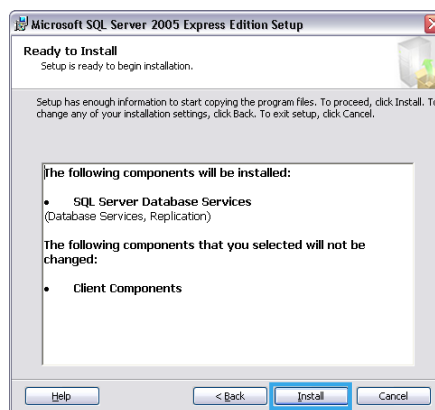 Microsoft SQL Server 2005 Express Edition Setup
Ready to Install
Setup is ready to begin installation.
Setup has enough information to start copying the program files. To proceed, click Install. To
change any of your installation settings, click Back. To exit setup, click Cancel.
The following components will be installed:
• SQL Server Database Services
(Database Services, Replication)
The following components that you selected will not be
changed:
• Client Components
Help
< Back
Install
Cancel